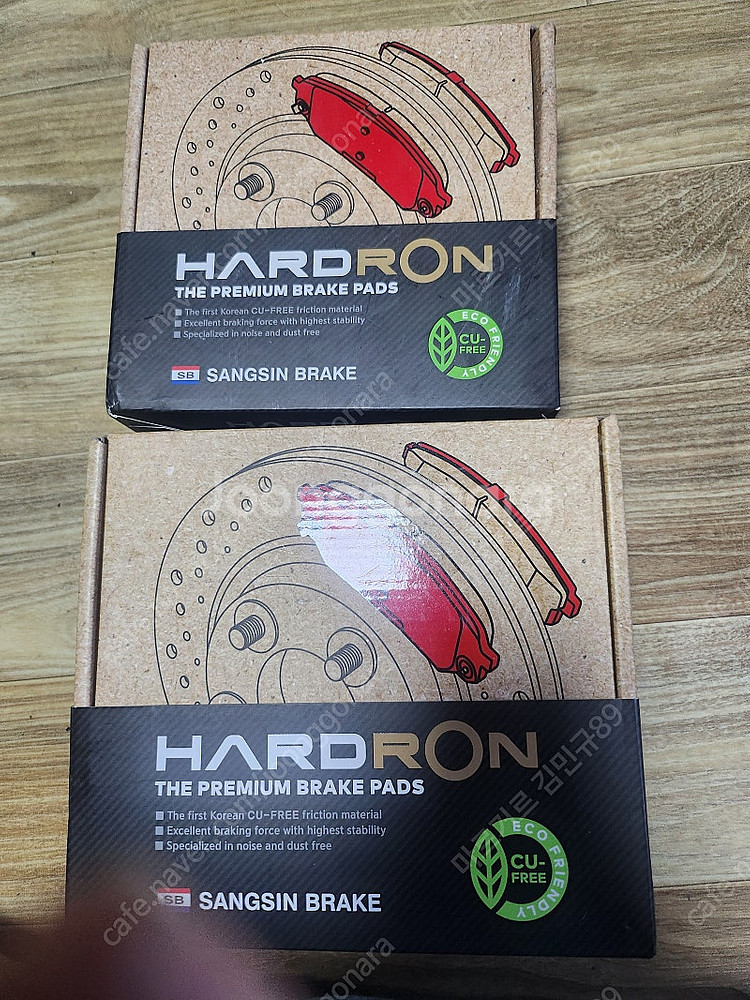 HARDRON
THE PREMIUM BRAKE PADS
The first Korean CU-FREE friction material
Excellent braking force with highest stability
Specialized in noise and dust free
SB SANGSIN BRAKE
ECO FRIENDLY
CU-
FREE
Joonggonara
HARDRON
THE PREMIUM BRAKE PADS
The first Korean CU-FREE friction material
Excellent braking force with highest stability
Specialized in noise and dust free
SB SANGSIN BRAKE
ECO FRIENDLY
CU-
FREE